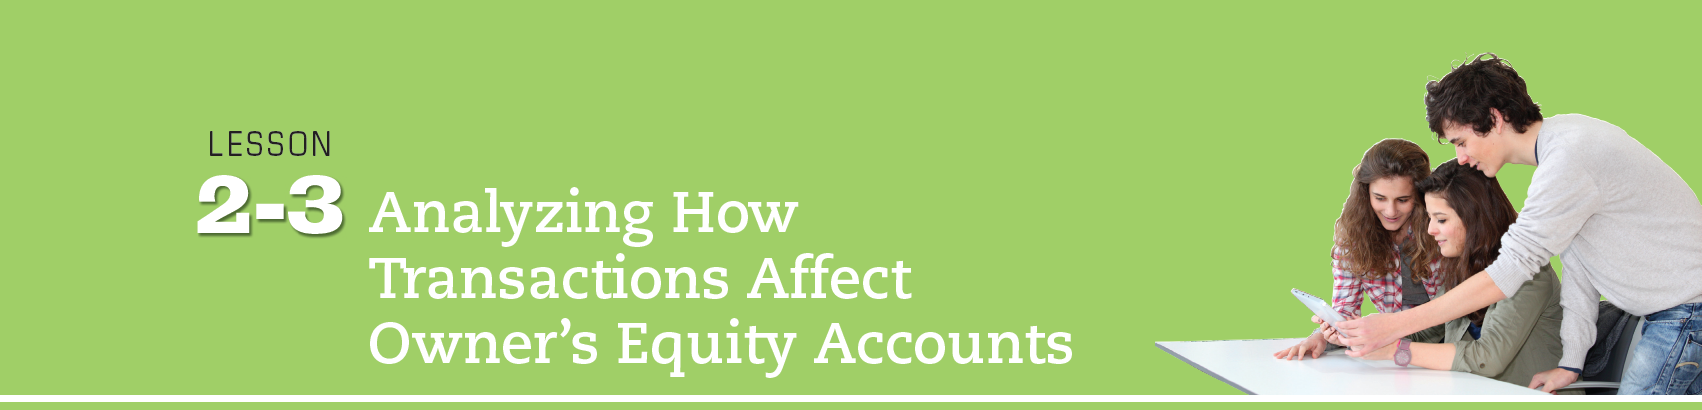 LESSON
2-3 Analyzing How
Transactions Affect
Owner’s Equity Accounts